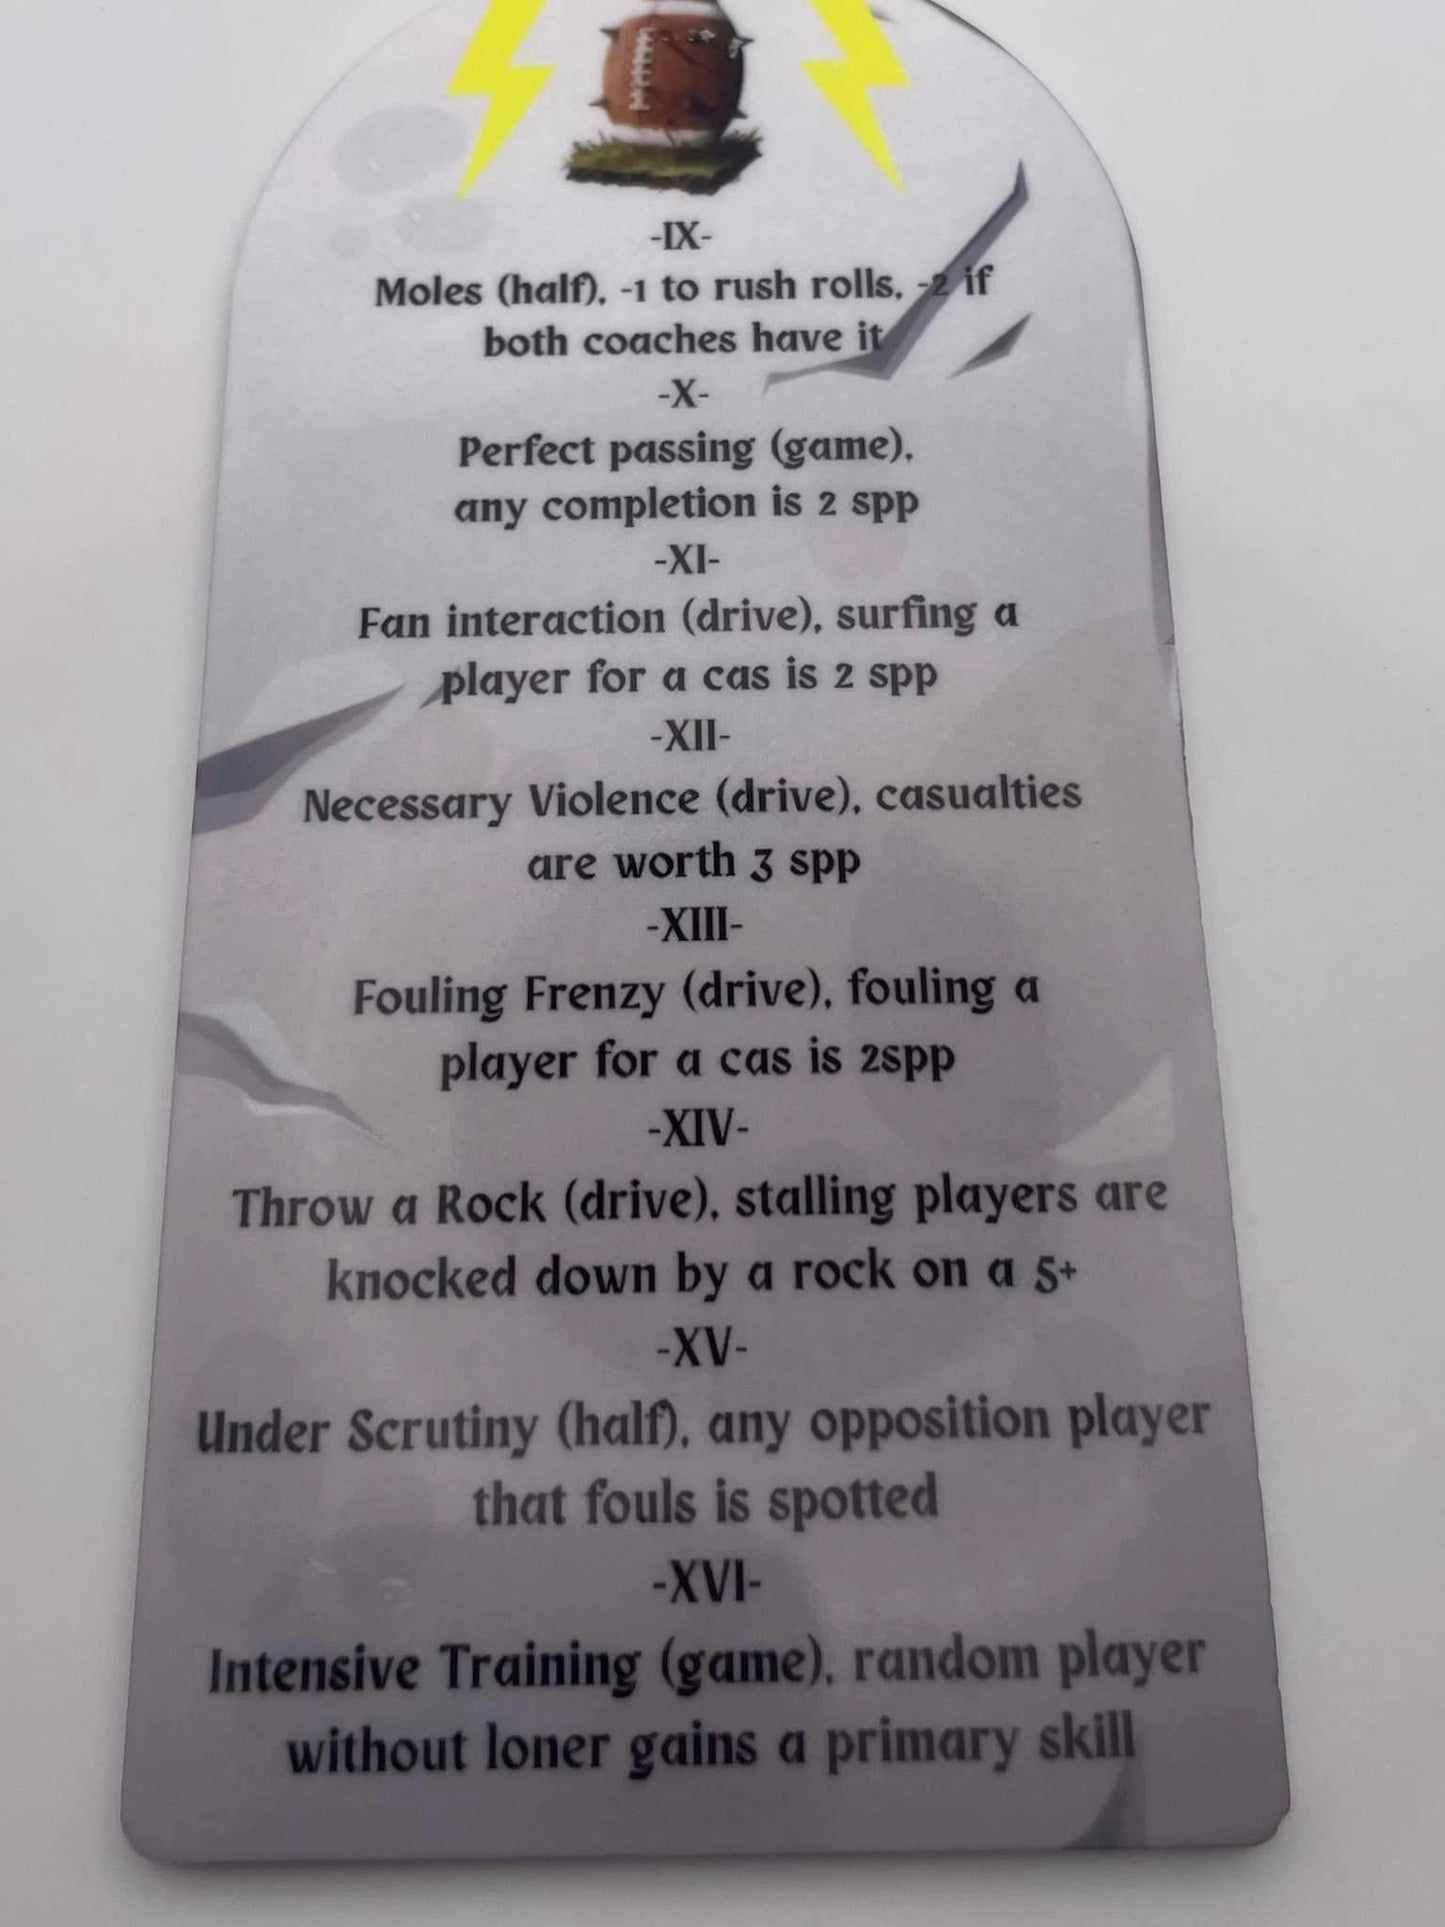 -IX-
Moles (half), -1 to rush rolls, -2 if
both coaches have it
-X-
Perfect passing (game),
any completion is 2 spp
-XI-
Fan interaction (drive), surfing a
player for a cas is 2 spp
-XII-
Necessary Violence (drive), casualties
are worth 3 spp
-XIII-
Fouling Frenzy (drive), fouling a
player for a cas is 2spp
-XIV-
Throw a Rock (drive), stalling players are
knocked down by a rock on a 5+
-XV-
Under Scrutiny (half), any opposition player
that fouls is spotted
-XVI-
Intensive Training (game), random player
without loner gains a primary skill